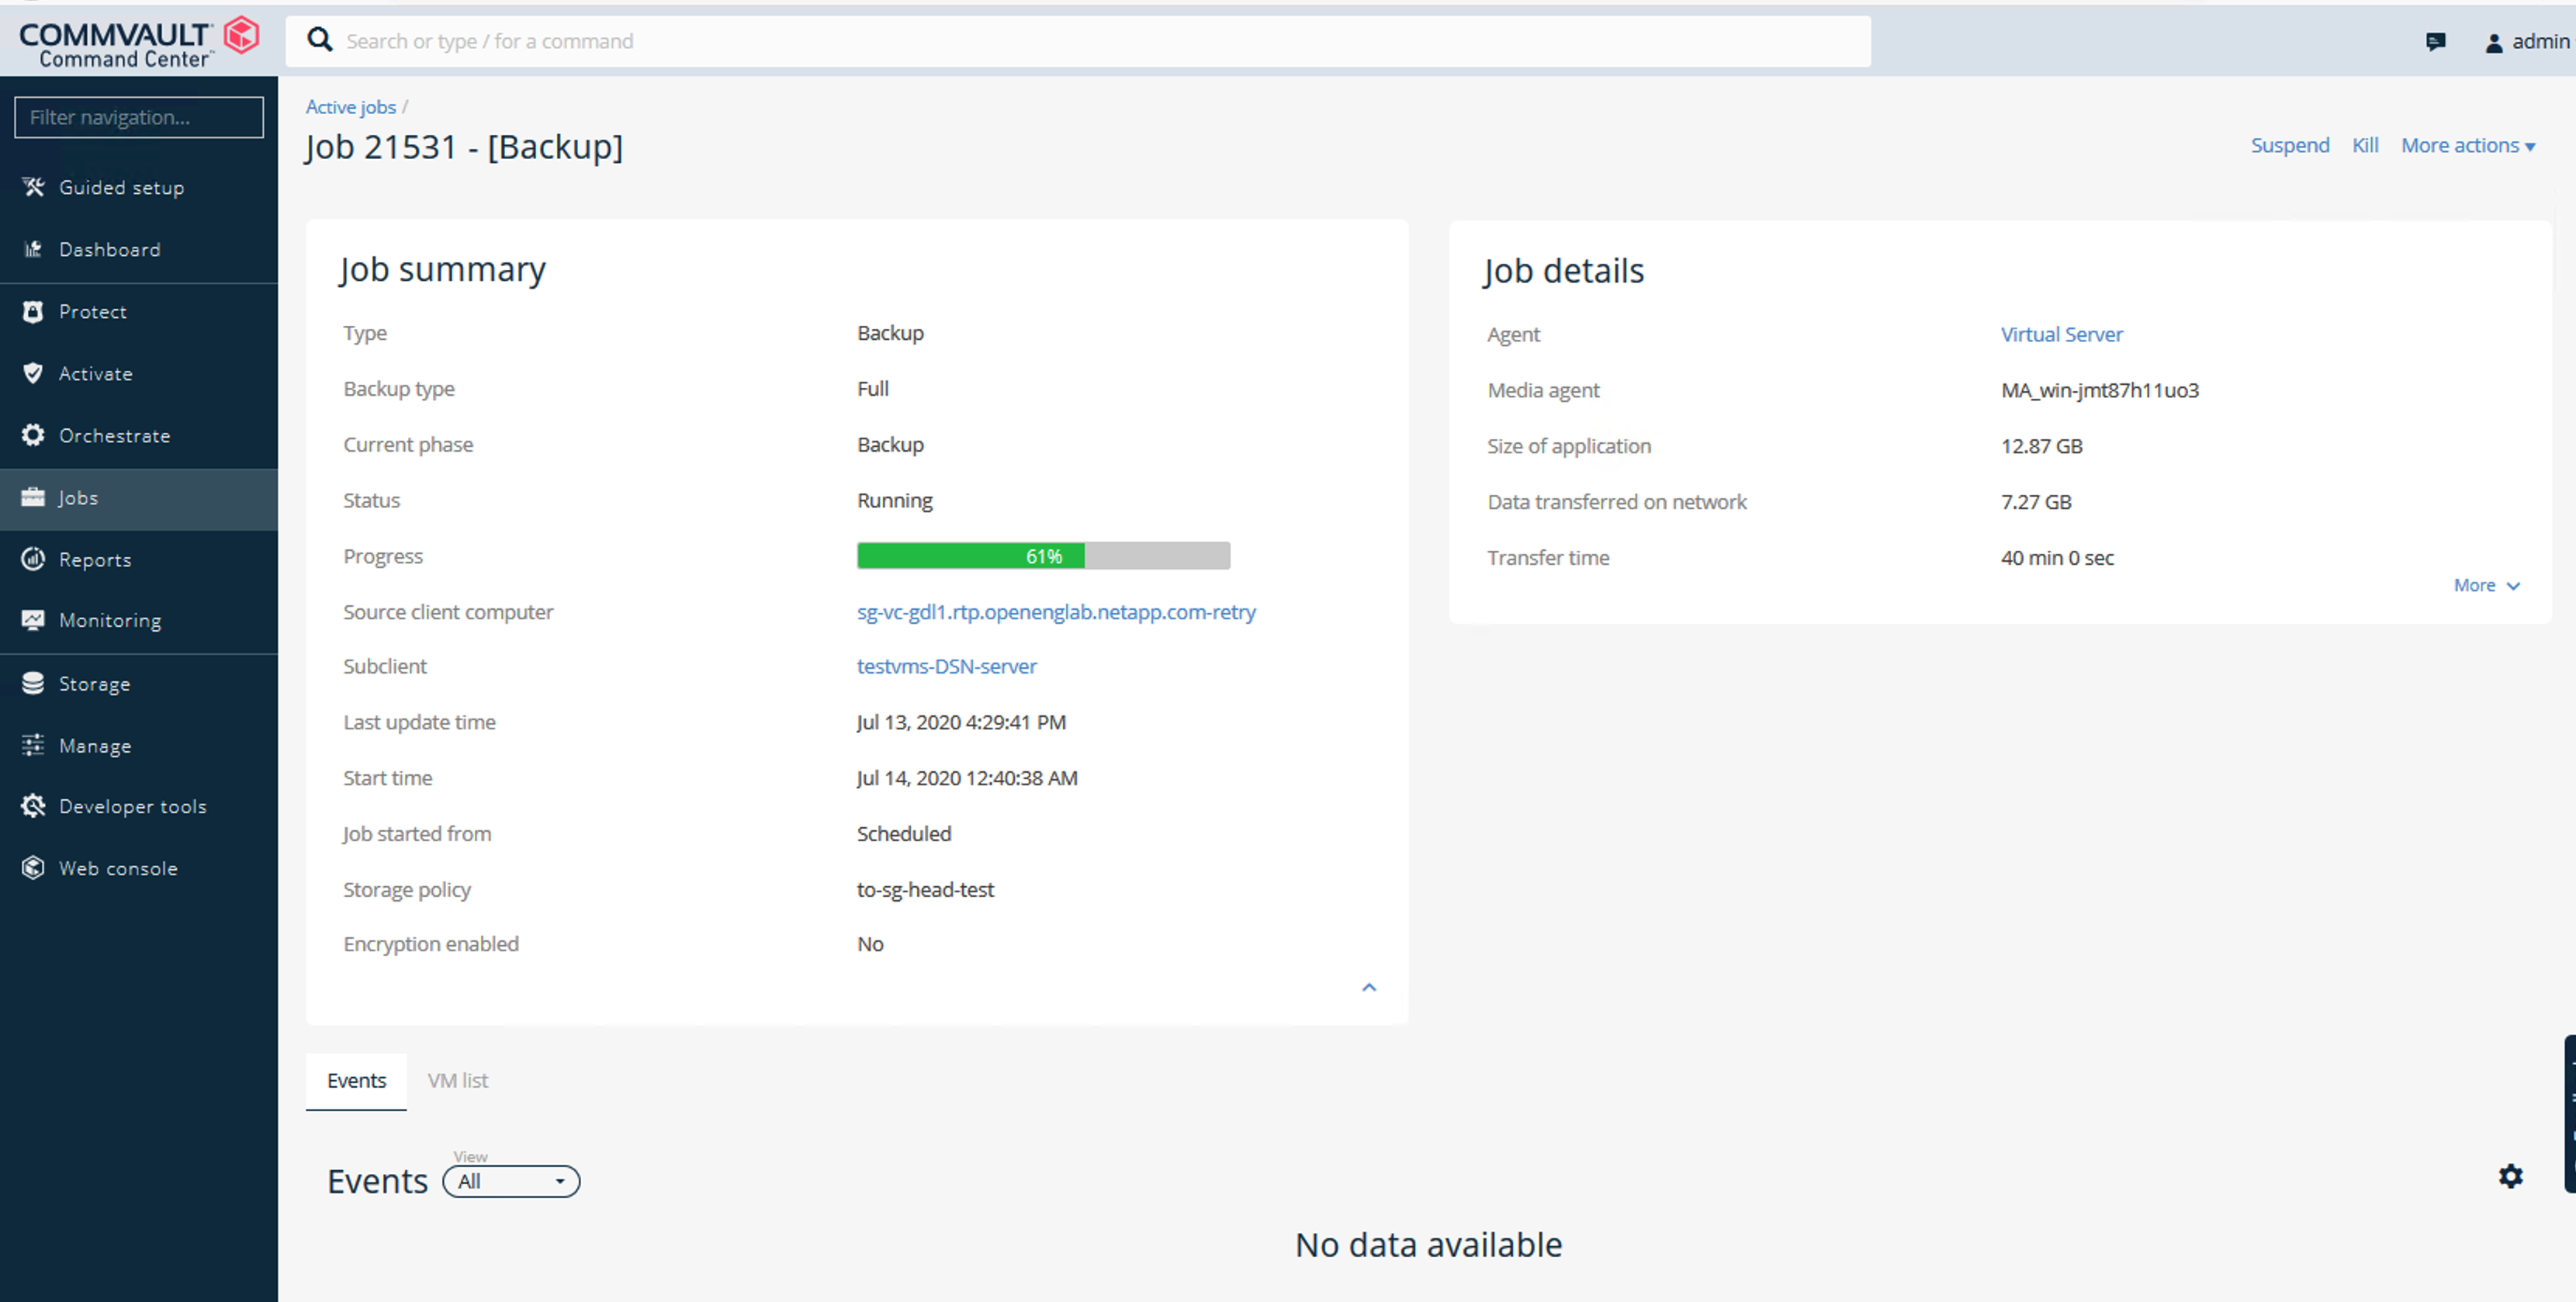 COMMVAULT
Command Center™
Search or type / for a command
admin
Filter navigation...
Guided setup
Dashboard
Protect
Activate
Orchestrate
Jobs
Reports
Monitoring
Storage
Manage
Developer tools
Web console
Active jobs /
Job 21531 - [Backup]
Suspend Kill More actions
Job summary
Type Backup
Backup type Full
Current phase Backup
Status Running
Progress 61%
Source client computer sg-vc-gdl1.rtp.openenglab.netapp.com-retry
Subclient testvms-DSN-server
Last update time Jul 13, 2020 4:29:41 PM
Start time Jul 14, 2020 12:40:38 AM
Job started from Scheduled
Storage policy to-sg-head-test
Encryption enabled No
Job details
Agent Virtual Server
Media agent MA_win-jmt87h11uo3
Size of application 12.87 GB
Data transferred on network 7.27 GB
Transfer time 40 min 0 sec
More
Events VM list
View
Events All
No data available